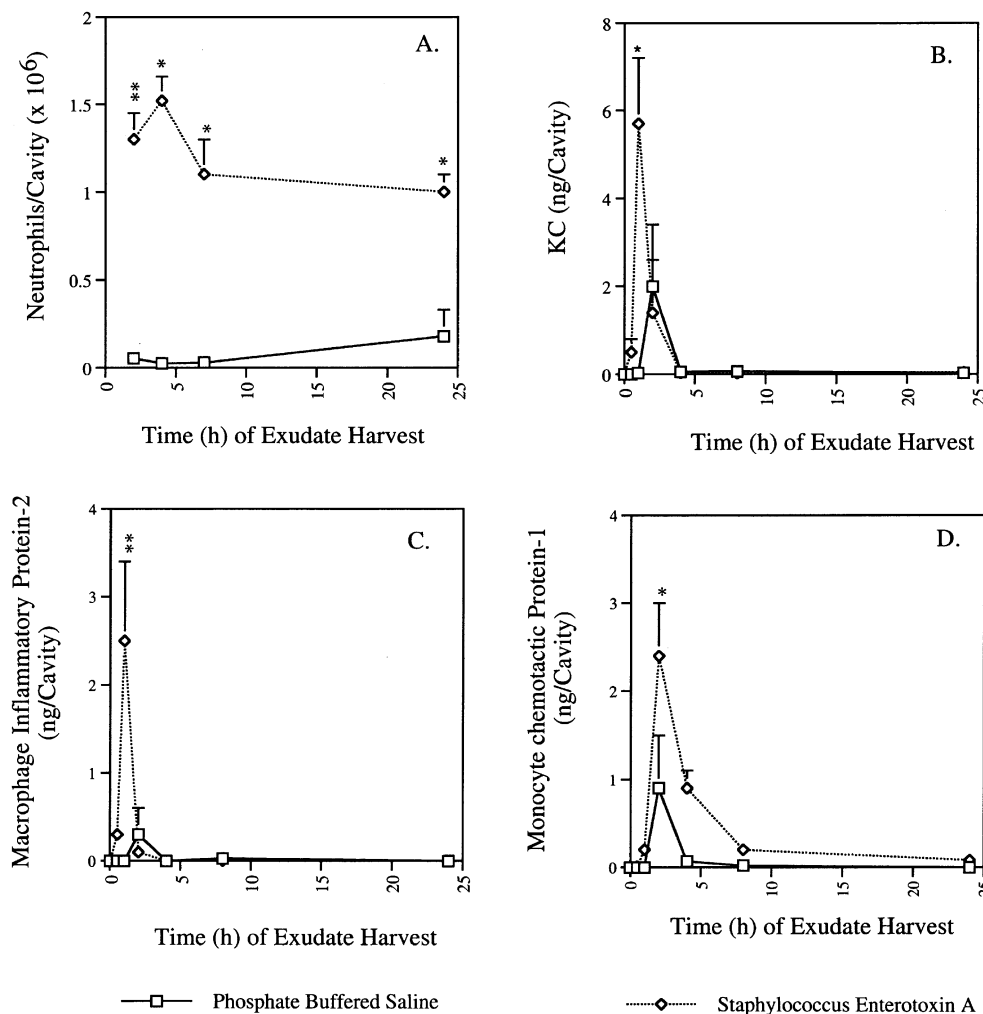 A.
Neutrophils/Cavity (x 10⁶)
2
1.5
1
0.5
0
** * * *
0 5 10 15 20 25
Time (h) of Exudate Harvest
B.
KC (ng/Cavity)
8
6
4
2
0
*
0 5 10 15 20 25
Time (h) of Exudate Harvest
C.
Macrophage Inflammatory Protein-2
(ng/Cavity)
4
3
2
1
0
**
0 5 10 15 20 25
Time (h) of Exudate Harvest
D.
Monocyte chemotactic Protein-1
(ng/Cavity)
4
3
2
1
0
*
0 5 10 15 20 25
Time (h) of Exudate Harvest
Phosphate Buffered Saline
Staphylococcus Enterotoxin A